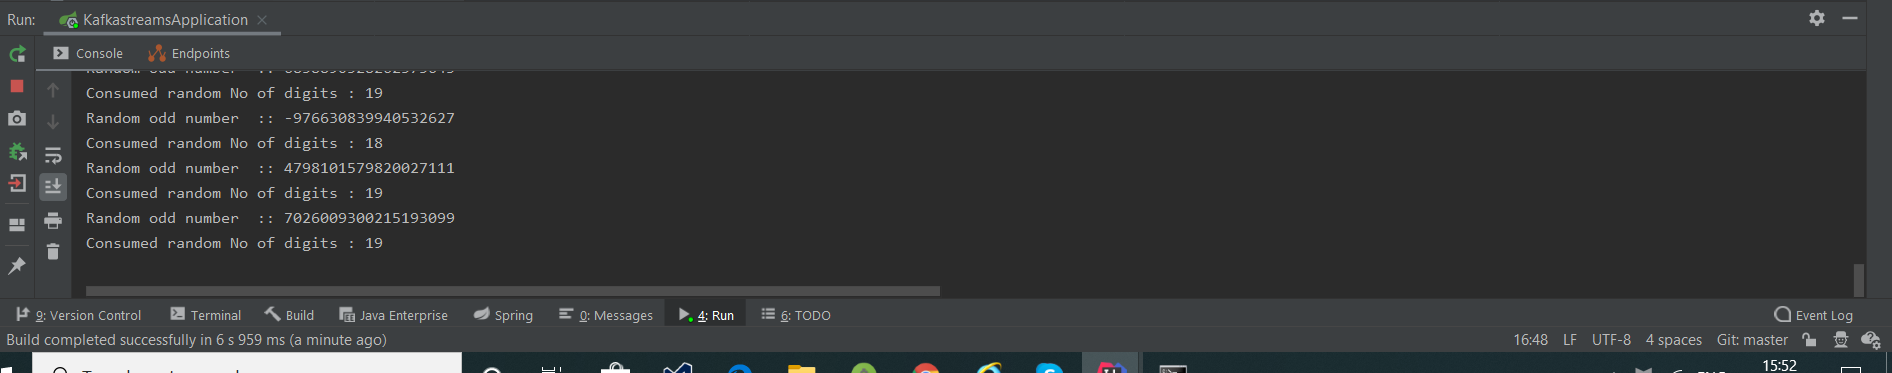 Run: KafkastreamsApplication
Console Endpoints
Consumed random No of digits : 19
Random odd number :: -976630839940532627
Consumed random No of digits : 18
Random odd number :: 4798101579820027111
Consumed random No of digits : 19
Random odd number :: 7026009300215193099
Consumed random No of digits : 19
9: Version Control Terminal Build Java Enterprise Spring 0: Messages 4: Run 6: TODO Event Log
Build completed successfully in 6 s 959 ms (a minute ago) 16:48 LF UTF-8 4 spaces Git: master
15:52